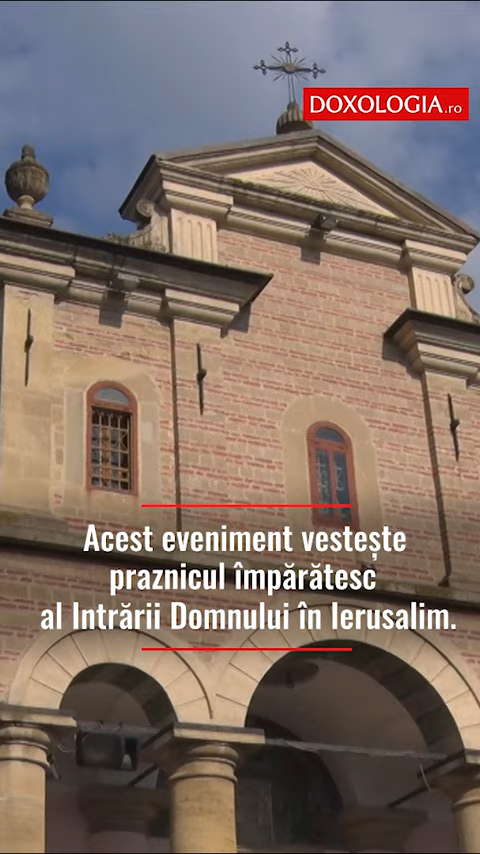 DOXOLOGIA.ro
Acest eveniment vestește
praznicul împărătesc
al Intrării Domnului în Ierusalim.